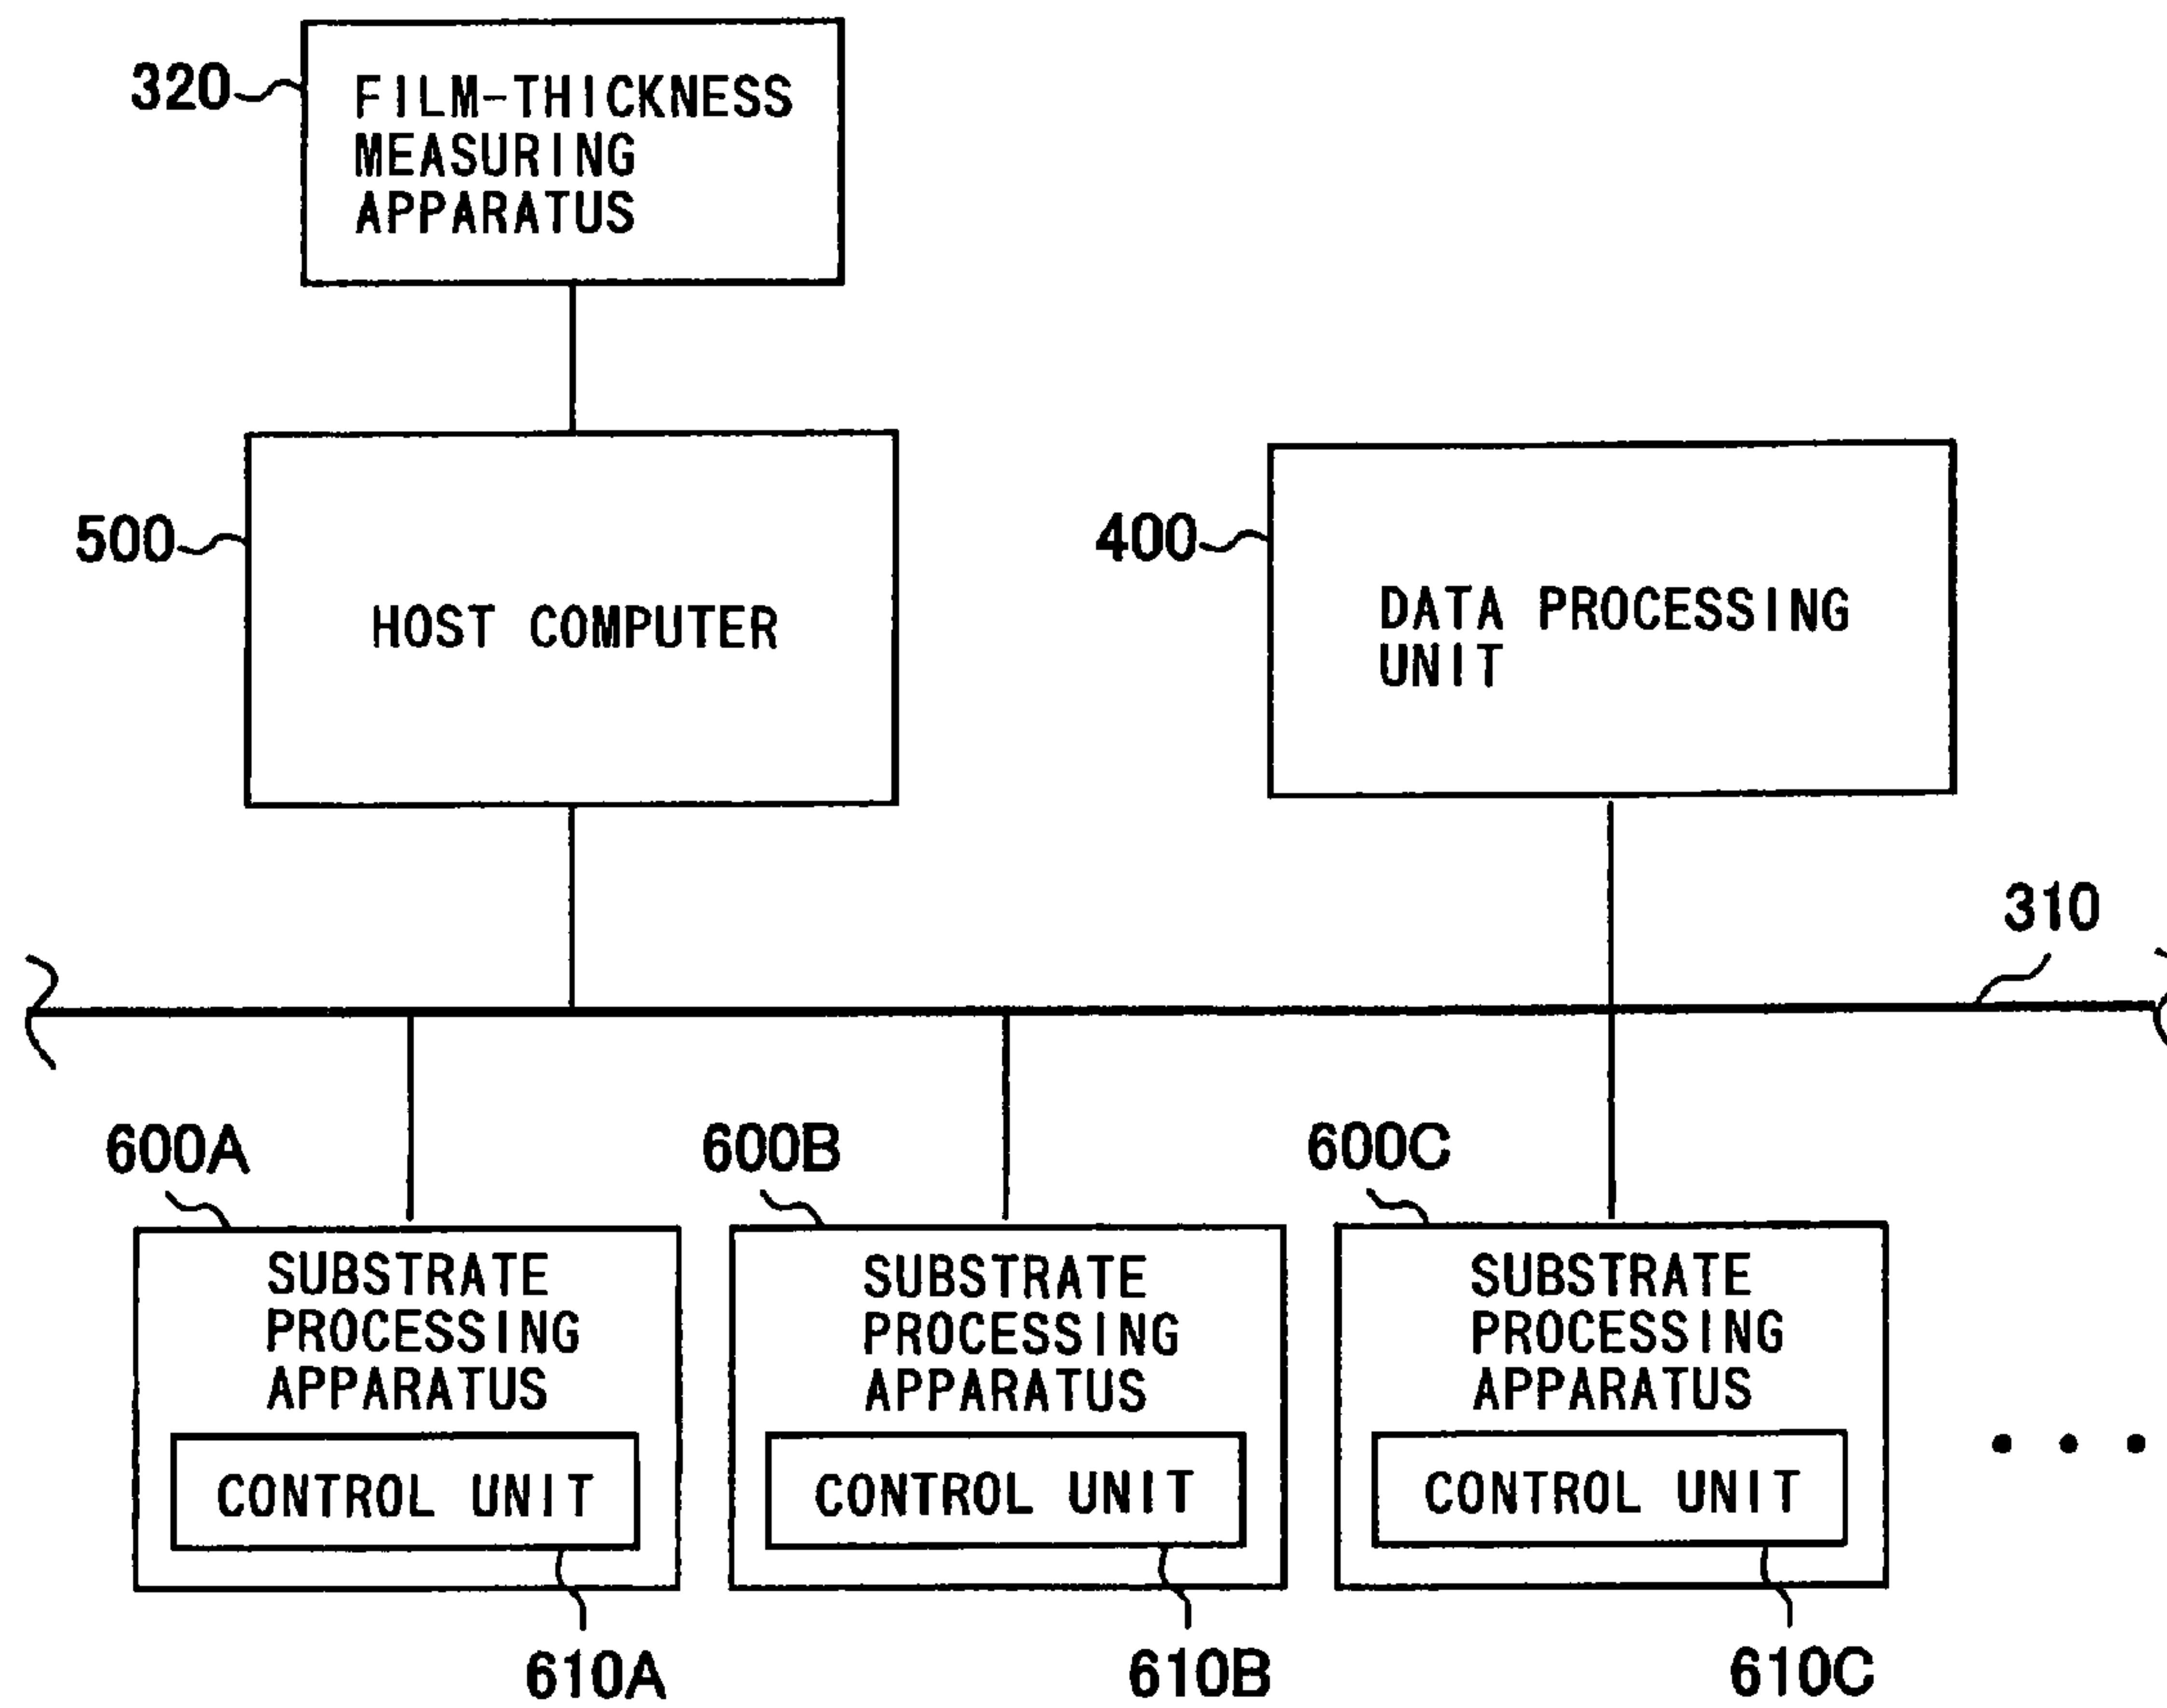 320
FILM-THICKNESS
MEASURING
APPARATUS
500
HOST COMPUTER
400
DATA PROCESSING
UNIT
310
600A
SUBSTRATE
PROCESSING
APPARATUS
CONTROL UNIT
610A
600B
SUBSTRATE
PROCESSING
APPARATUS
CONTROL UNIT
610B
600C
SUBSTRATE
PROCESSING
APPARATUS
CONTROL UNIT
610C
• • •